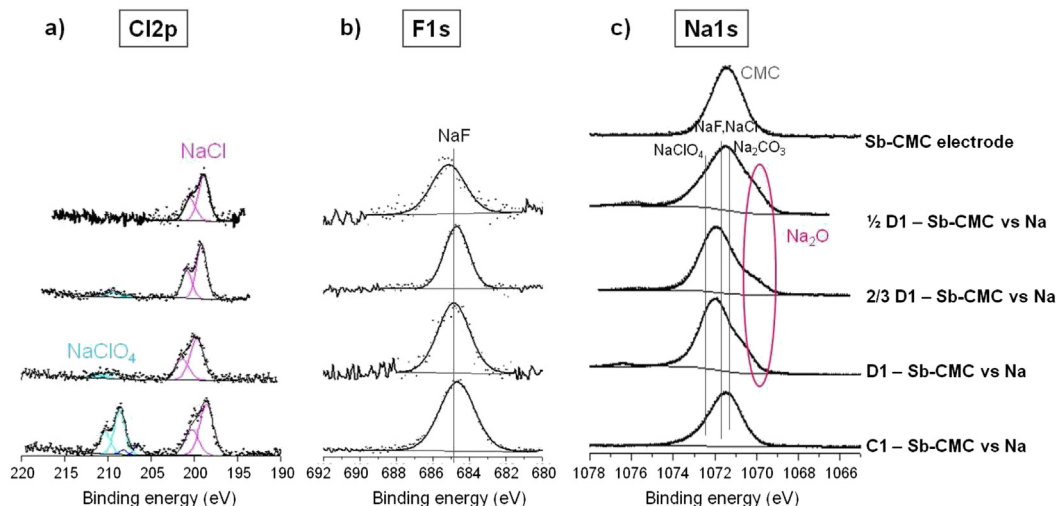 a) Cl2p
b) F1s
c) Na1s
CMC
NaF
NaF,NaCl
NaCl
NaClO₄
Na₂CO₃
Sb-CMC electrode
½ D1 – Sb-CMC vs Na
Na₂O
2/3 D1 – Sb-CMC vs Na
NaClO₄
D1 – Sb-CMC vs Na
C1 – Sb-CMC vs Na
220 215 210 205 200 195 190
692 690 688 686 684 682 680
1078 1076 1074 1072 1070 1068 1066
Binding energy (eV)
Binding energy (eV)
Binding energy (eV)